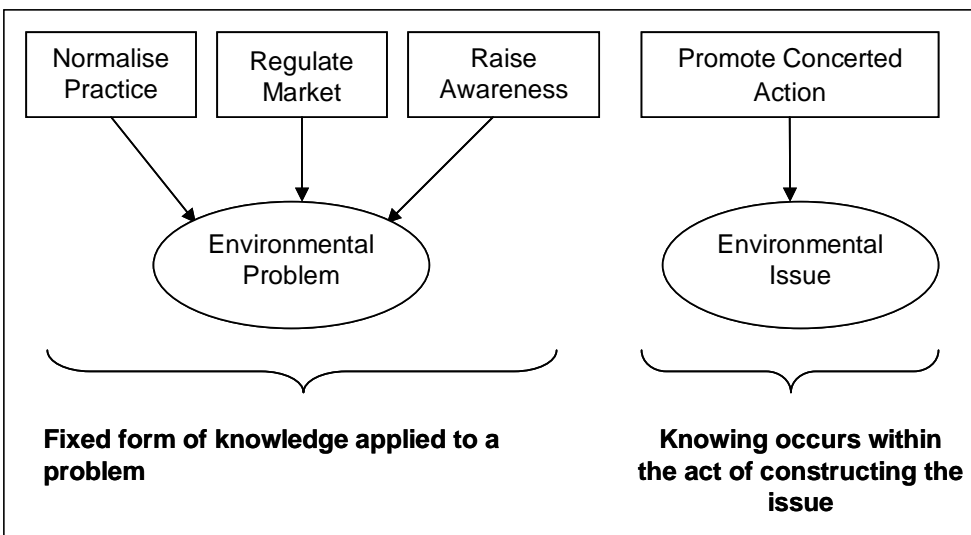 Normalise
Practice
Regulate
Market
Raise
Awareness
Promote Concerted
Action
Environmental
Problem
Environmental
Issue
Fixed form of knowledge applied to a
problem
Knowing occurs within
the act of constructing the
issue